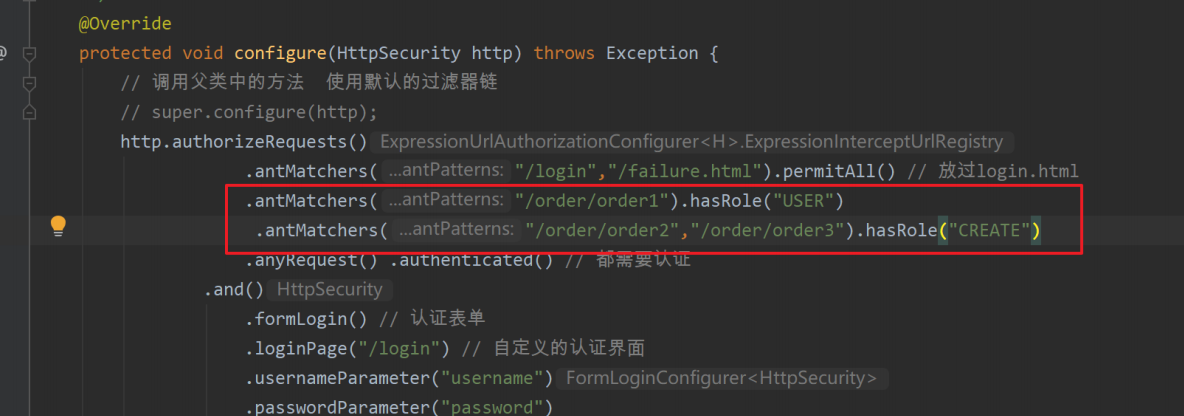 @Override
protected void configure(HttpSecurity http) throws Exception {
// 调用父类中的方法  使用默认的过滤器链
// super.configure(http);
http.authorizeRequests() ExpressionUrlAuthorizationConfigurer<H>.ExpressionInterceptUrlRegistry
.antMatchers( ...antPatterns: "/login","/failure.html").permitAll() // 放过login.html
.antMatchers( ...antPatterns: "/order/order1").hasRole("USER")
.antMatchers( ...antPatterns: "/order/order2","/order/order3").hasRole("CREATE")
.anyRequest() .authenticated() // 都需要认证
.and() HttpSecurity
.formLogin() // 认证表单
.loginPage("/login") // 自定义的认证界面
.usernameParameter("username") FormLoginConfigurer<HttpSecurity>
.passwordParameter("password")